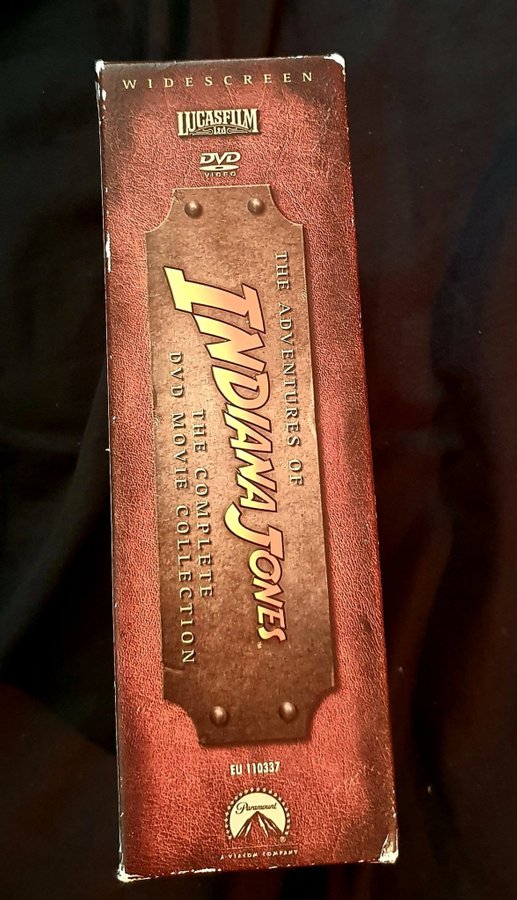 WIDESCREEN
LUCASFILM
Ltd
DVD
VIDEO
THE ADVENTURES OF
INDIANA JONES
THE COMPLETE
DVD MOVIE COLLECTION
EU 110337
Paramount
®
A VIACOM COMPANY